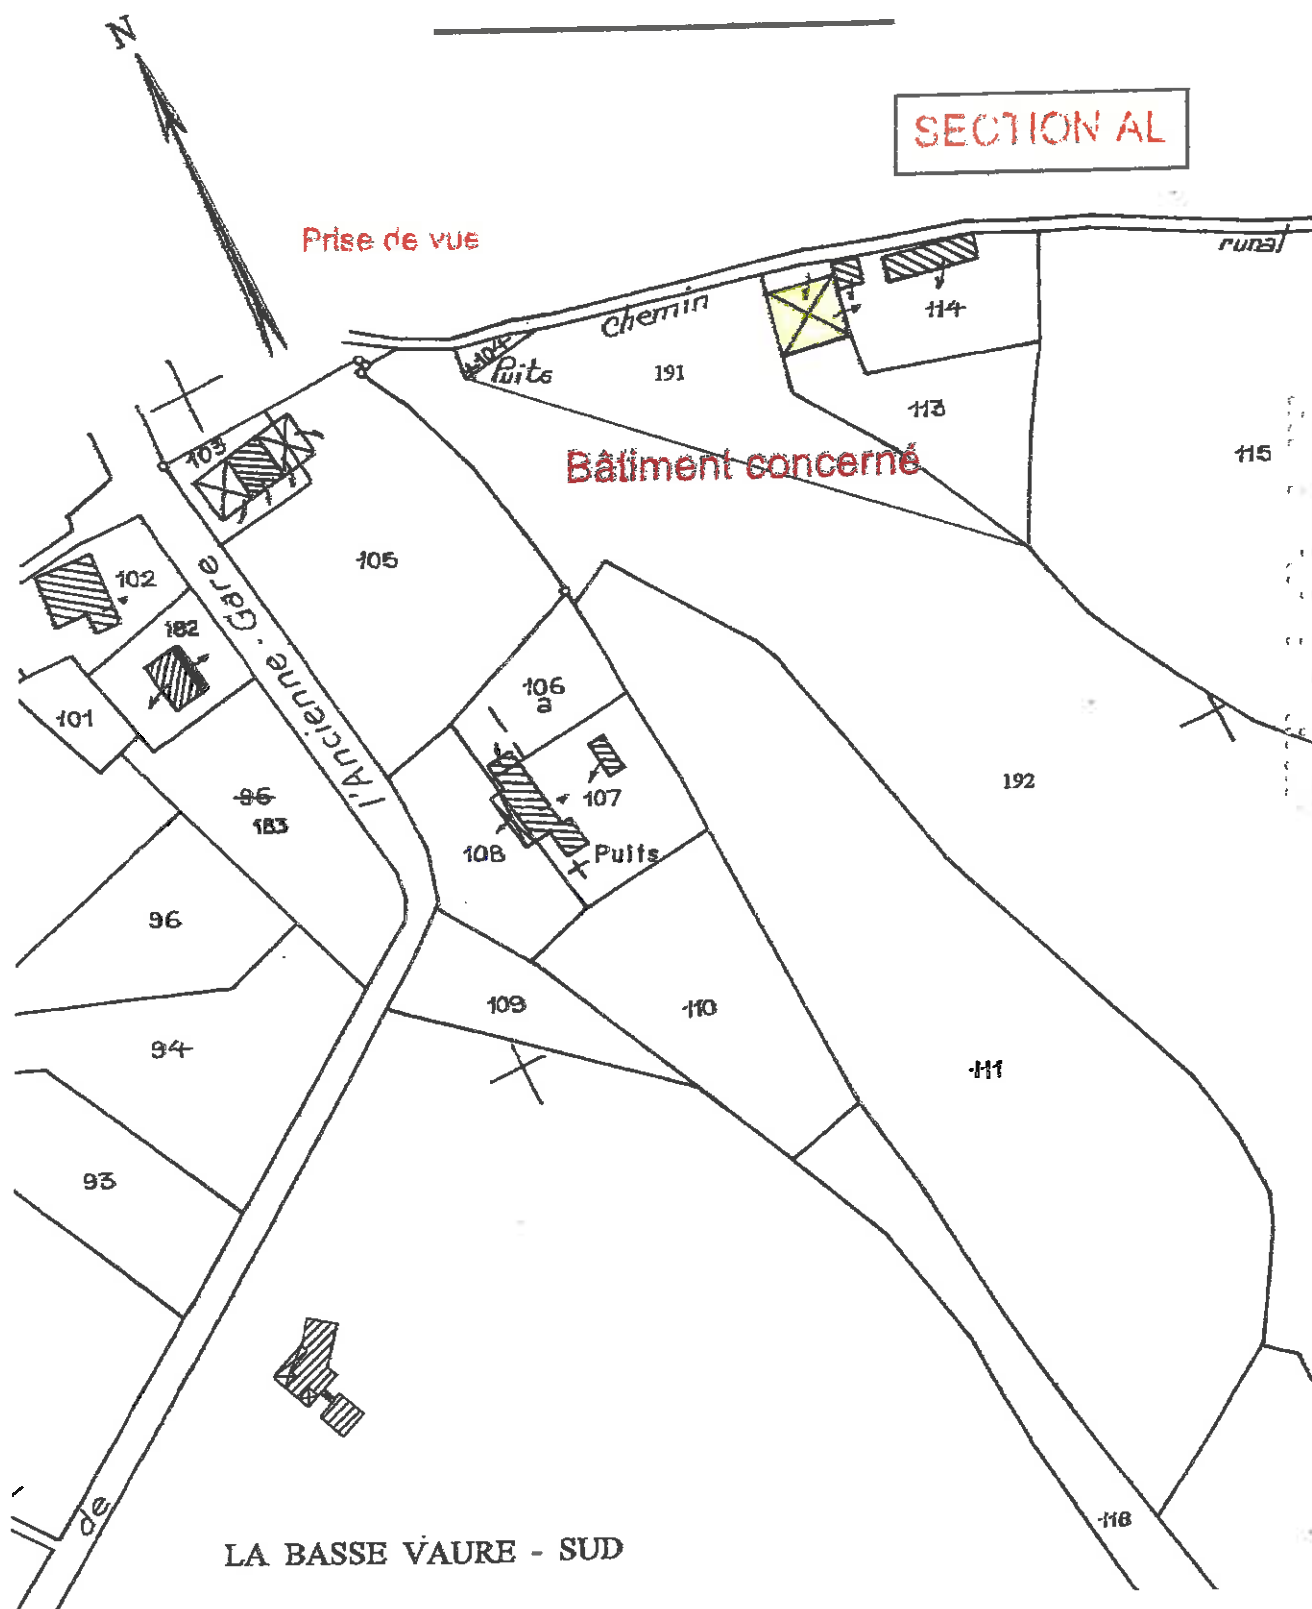 N
SECTION AL
Prise de vue
rural
Chemin
114
104
Puits
191
113
103
Bâtiment concerné
115
105
102
l'Ancienne-Gare
182
106
a
101
192
96
107
183
108
Puits
96
109
110
94
111
93
118
de
LA BASSE VAURE - SUD